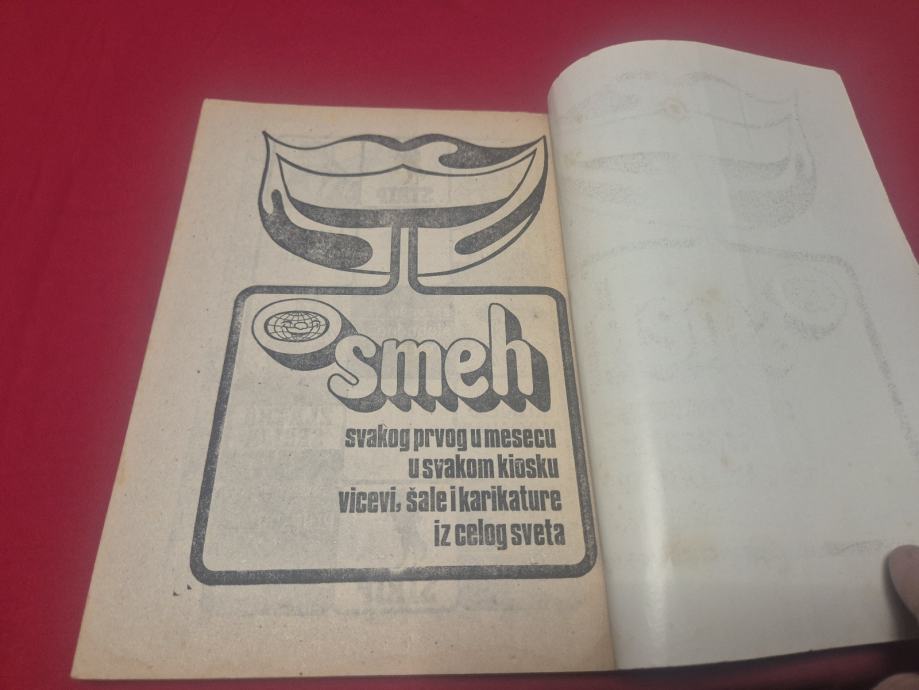 smeh
svakog prvog u mesecu
u svakom kiosku
vicevi, šale i karikature
iz celog sveta